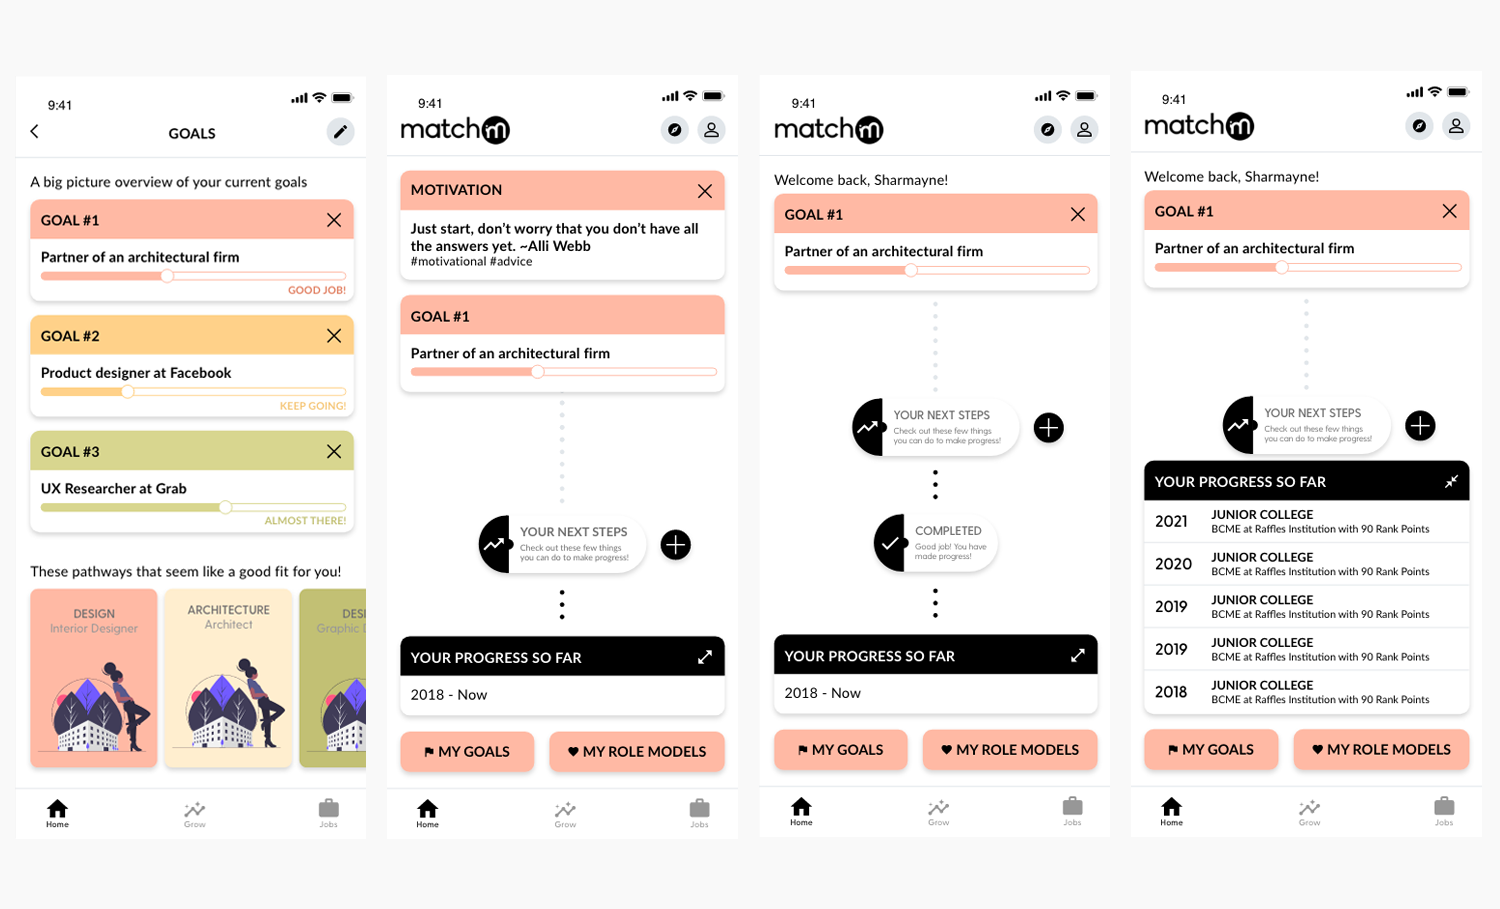 9:41
GOALS
A big picture overview of your current goals
GOAL #1
Partner of an architectural firm
GOOD JOB!
GOAL #2
Product designer at Facebook
KEEP GOING!
GOAL #3
UX Researcher at Grab
ALMOST THERE!
These pathways that seem like a good fit for you!
DESIGN
Interior Designer
ARCHITECTURE
Architect
DESI
Graphic
Home
Grow
Jobs
9:41
match m
MOTIVATION
Just start, don't worry that you don't have all
the answers yet. ~Alli Webb
#motivational #advice
GOAL #1
Partner of an architectural firm
YOUR NEXT STEPS
Check out these few things
you can do to make progress!
YOUR PROGRESS SO FAR
2018 - Now
MY GOALS
MY ROLE MODELS
Home
Grow
Jobs
9:41
match m
Welcome back, Sharmayne!
GOAL #1
Partner of an architectural firm
YOUR NEXT STEPS
Check out these few things
you can do to make progress!
COMPLETED
Good job! You have
made progress!
YOUR PROGRESS SO FAR
2018 - Now
MY GOALS
MY ROLE MODELS
Home
Grow
Jobs
9:41
match m
Welcome back, Sharmayne!
GOAL #1
Partner of an architectural firm
YOUR NEXT STEPS
Check out these few things
you can do to make progress!
YOUR PROGRESS SO FAR
2021 JUNIOR COLLEGE
BCME at Raffles Institution with 90 Rank Points
2020 JUNIOR COLLEGE
BCME at Raffles Institution with 90 Rank Points
2019 JUNIOR COLLEGE
BCME at Raffles Institution with 90 Rank Points
2019 JUNIOR COLLEGE
BCME at Raffles Institution with 90 Rank Points
2018 JUNIOR COLLEGE
BCME at Raffles Institution with 90 Rank Points
MY GOALS
MY ROLE MODELS
Home
Grow
Jobs